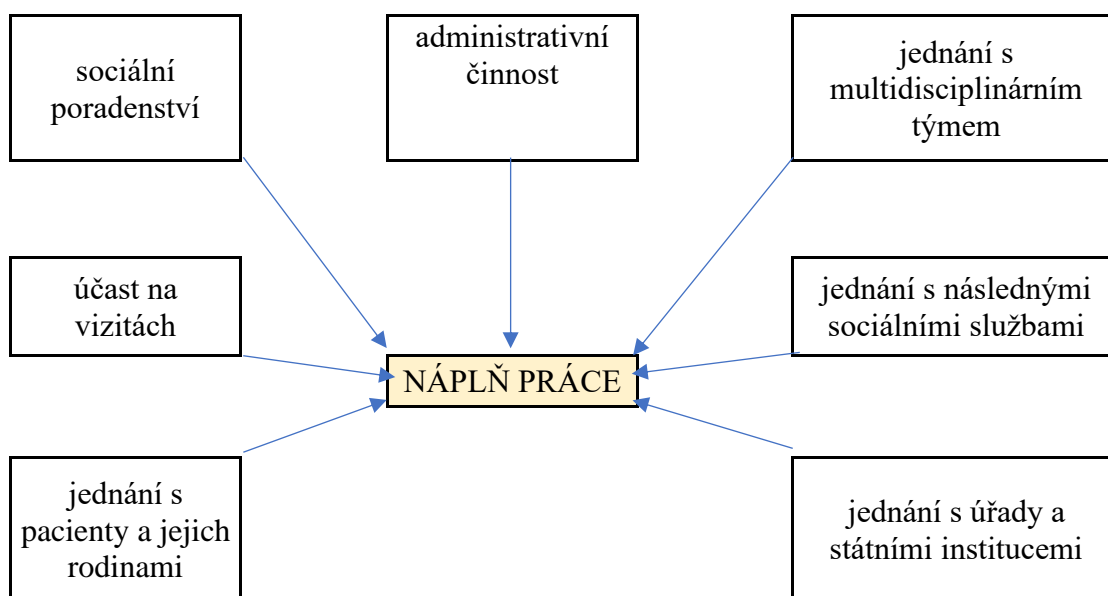 sociální
poradenství
administrativní
činnost
jednání s
multidisciplinárním
týmem
účast na
vizitách
jednání s následnými
sociálními službami
NÁPLŇ PRÁCE
jednání s
pacienty a jejich
rodinami
jednání s úřady a
státními institucemi